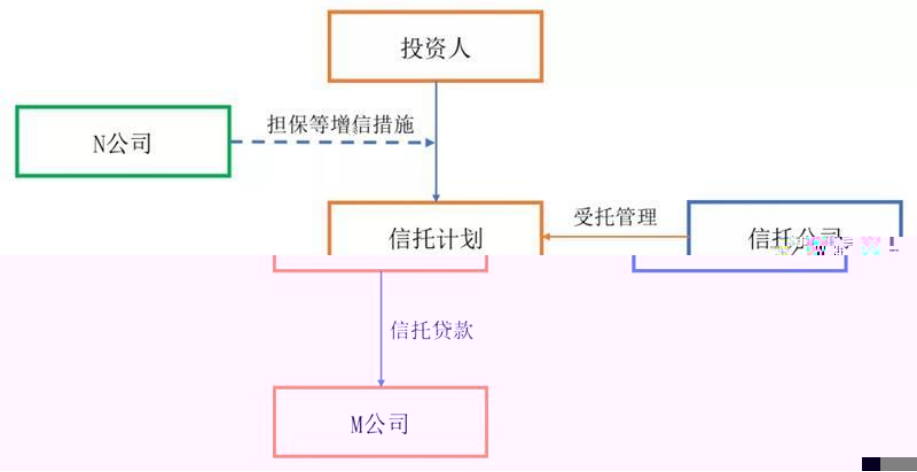 投资人
担保等增信措施
N公司
受托管理
信托计划
信托公司
信托贷款
M公司